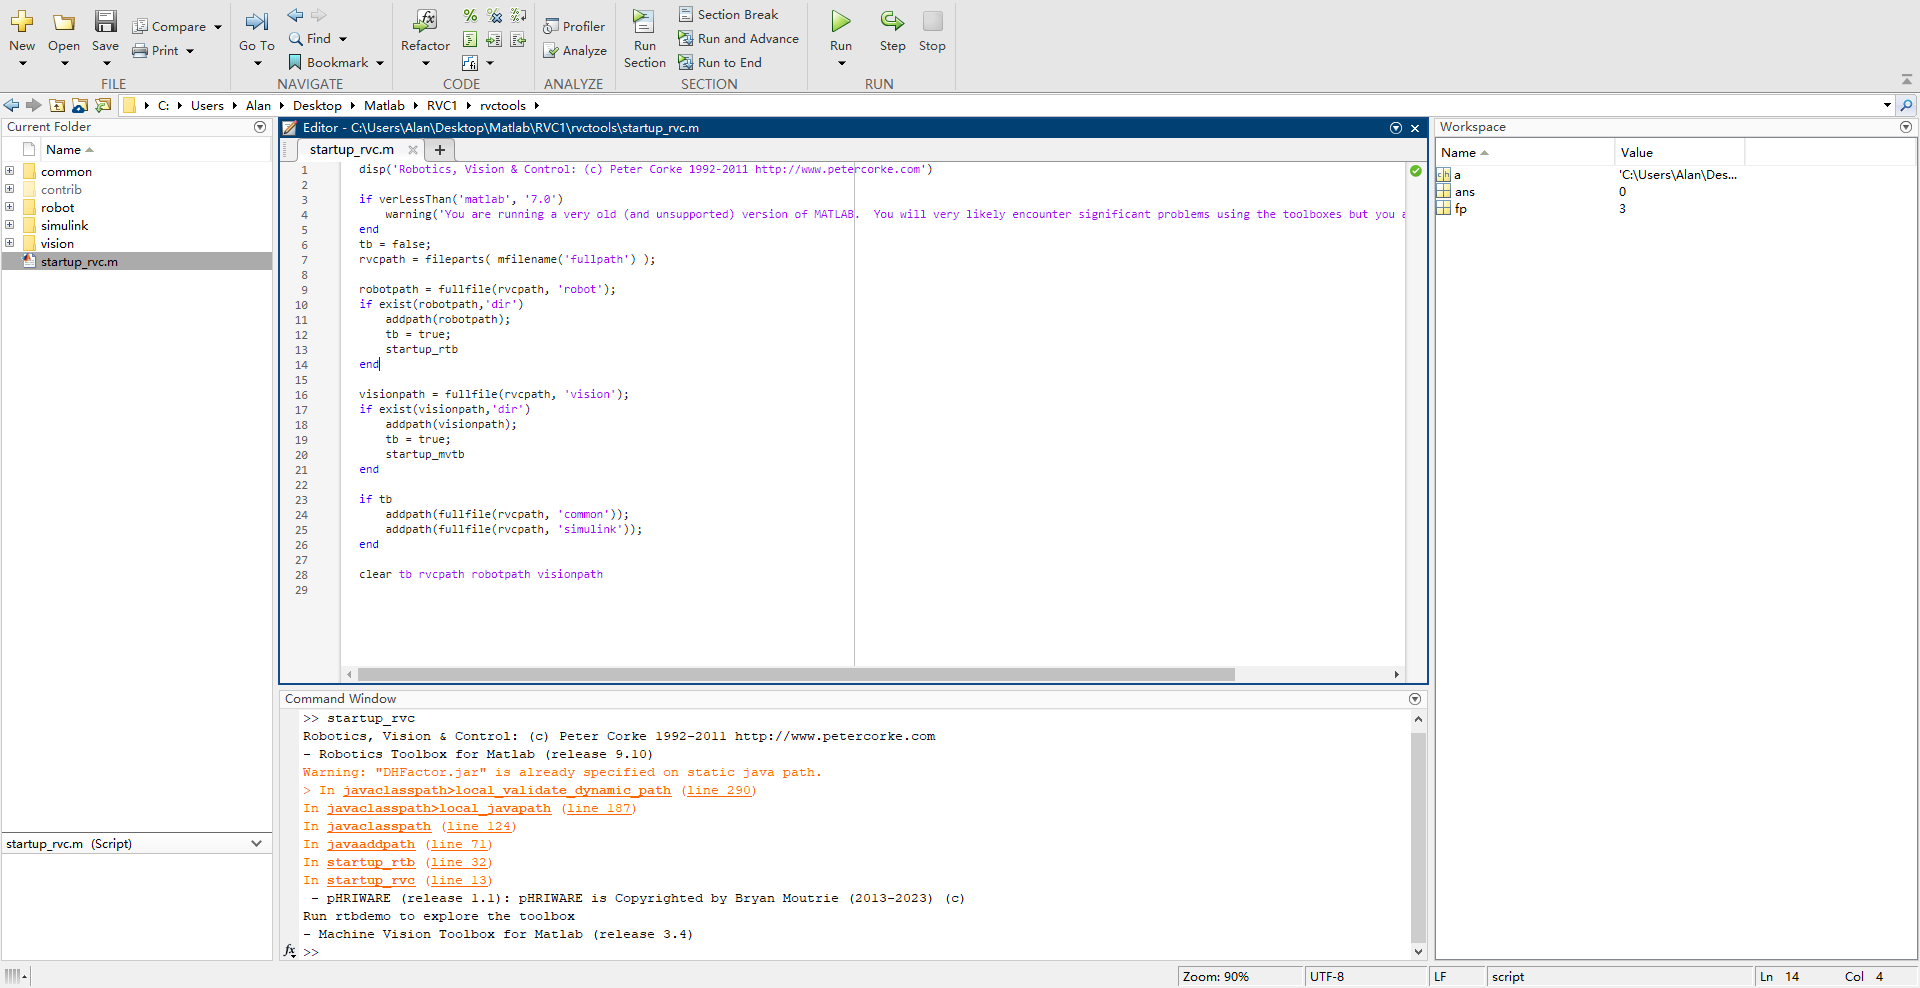 New
Open
Save
Compare
Print
FILE
Go To
Find
Bookmark
NAVIGATE
Refactor
CODE
Profiler
Analyze
ANALYZE
Run Section
Section Break
Run and Advance
Run to End
SECTION
Run
Step
Stop
RUN
C: Users Alan Desktop Matlab RVC1 rvctools
Current Folder
Name
common
contrib
robot
simulink
vision
startup_rvc.m
startup_rvc.m (Script)
Editor - C:\Users\Alan\Desktop\Matlab\RVC1\rvctools\startup_rvc.m
startup_rvc.m
1 disp('Robotics, Vision & Control: (c) Peter Corke 1992-2011 http://www.petercorke.com')
2
3 if verLessThan('matlab', '7.0')
4 warning('You are running a very old (and unsupported) version of MATLAB.  You will very likely encounter significant problems using the toolboxes but you a
5 end
6 tb = false;
7 rvcpath = fileparts( mfilename('fullpath') );
8
9 robotpath = fullfile(rvcpath, 'robot');
10 if exist(robotpath,'dir')
11 addpath(robotpath);
12 tb = true;
13 startup_rtb
14 end
15
16 visionpath = fullfile(rvcpath, 'vision');
17 if exist(visionpath,'dir')
18 addpath(visionpath);
19 tb = true;
20 startup_mvtb
21 end
22
23 if tb
24 addpath(fullfile(rvcpath, 'common'));
25 addpath(fullfile(rvcpath, 'simulink'));
26 end
27
28 clear tb rvcpath robotpath visionpath
29
Command Window
>> startup_rvc
Robotics, Vision & Control: (c) Peter Corke 1992-2011 http://www.petercorke.com
- Robotics Toolbox for Matlab (release 9.10)
Warning: "DHFactor.jar" is already specified on static java path.
> In javaclasspath>local_validate_dynamic_path (line 290)
In javaclasspath>local_javapath (line 187)
In javaclasspath (line 124)
In javaaddpath (line 71)
In startup_rtb (line 32)
In startup_rvc (line 13)
- pHRIWARE (release 1.1): pHRIWARE is Copyrighted by Bryan Moutrie (2013-2023) (c)
Run rtbdemo to explore the toolbox
- Machine Vision Toolbox for Matlab (release 3.4)
fx >>
Workspace
Name Value
a 'C:\Users\Alan\Des...
ans 0
fp 3
Zoom: 90% UTF-8 LF script Ln 14 Col 4